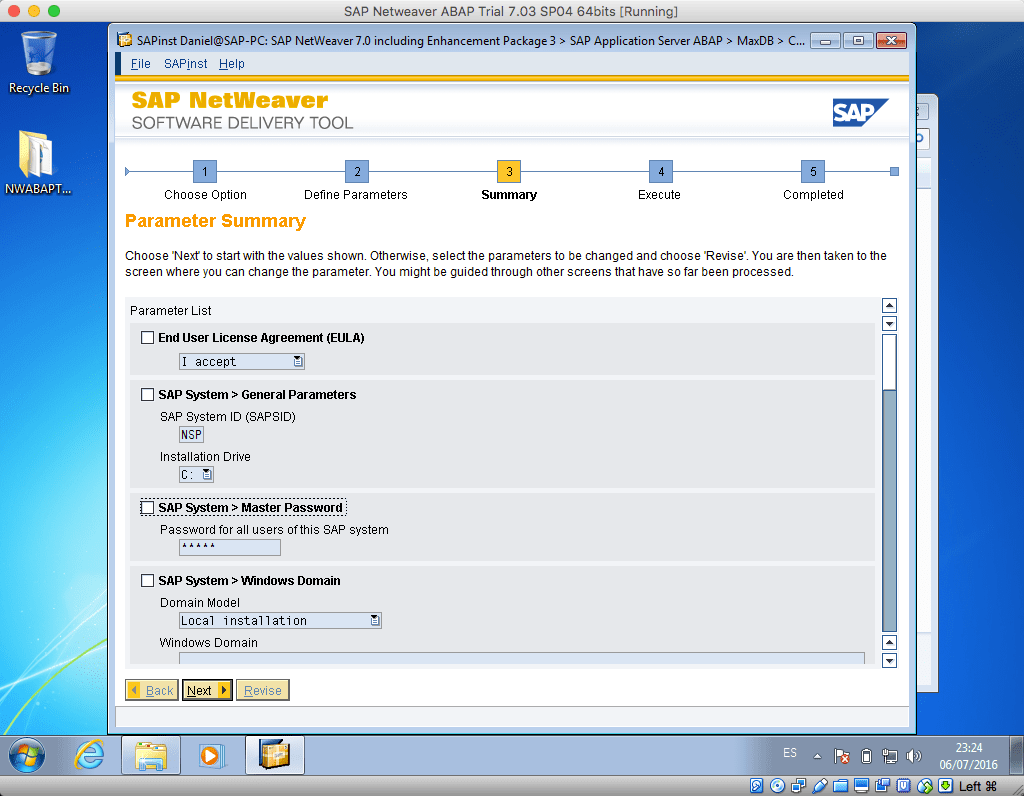 SAP Netweaver ABAP Trial 7.03 SP04 64bits [Running]
Recycle Bin
NWABAPT...
SAPinst Daniel@SAP-PC: SAP NetWeaver 7.0 including Enhancement Package 3 > SAP Application Server ABAP > MaxDB > C...
File SAPinst Help
SAP NetWeaver
SOFTWARE DELIVERY TOOL
SAP
1 2 3 4 5
Choose Option Define Parameters Summary Execute Completed
Parameter Summary
Choose 'Next' to start with the values shown. Otherwise, select the parameters to be changed and choose 'Revise'. You are then taken to the
screen where you can change the parameter. You might be guided through other screens that have so far been processed.
Parameter List
End User License Agreement (EULA)
I accept
SAP System > General Parameters
SAP System ID (SAPSID)
NSP
Installation Drive
C:
SAP System > Master Password
Password for all users of this SAP system
*****
SAP System > Windows Domain
Domain Model
Local installation
Windows Domain
Back Next Revise
ES
23:24
06/07/2016
Left ⌘